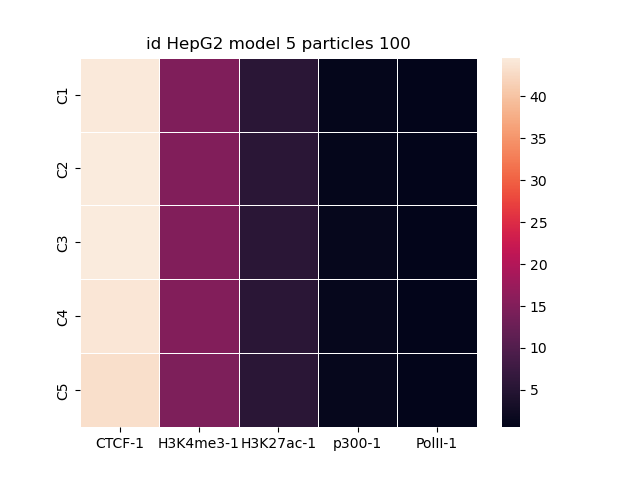 id HepG2 model 5 particles 100
C1
C2
C3
C4
C5
CTCF-1 H3K4me3-1 H3K27ac-1 p300-1 PolII-1
40
35
30
25
20
15
10
5